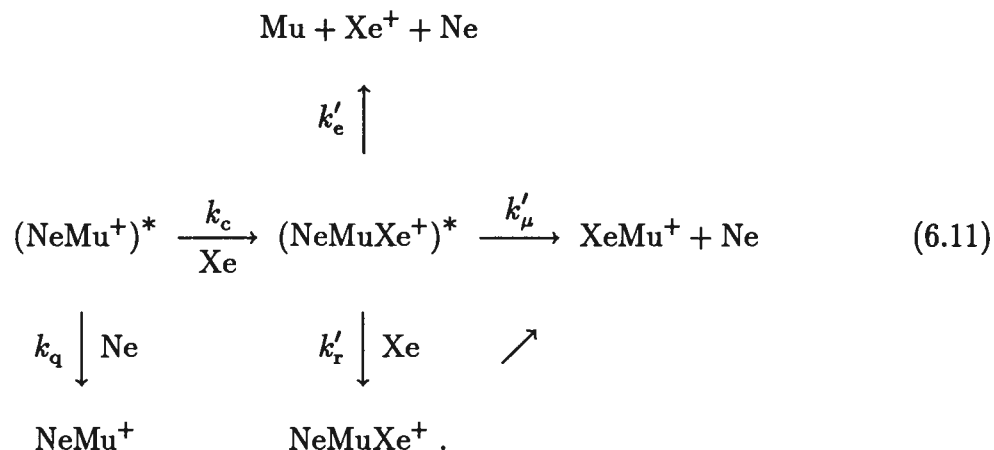 Mu + Xe⁺ + Ne
k′ₑ ↑
(NeMu⁺)* —k_c→ Xe (NeMuXe⁺)* —k′_μ→ XeMu⁺ + Ne (6.11)
k_q ↓ Ne k′_r ↓ Xe ↗
NeMu⁺ NeMuXe⁺ .